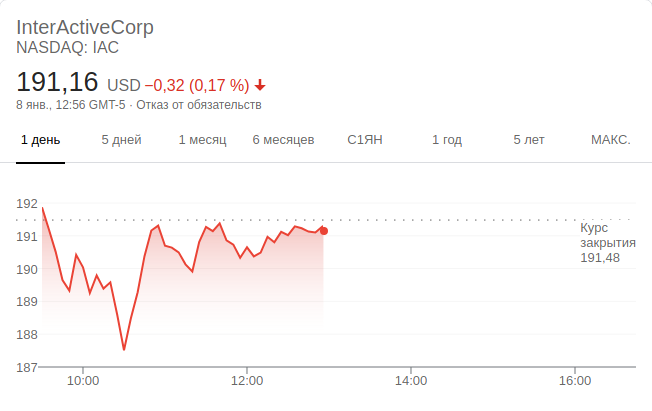 InterActiveCorp
NASDAQ: IAC
191,16 USD −0,32 (0,17 %)
8 янв., 12:56 GMT-5 · Отказ от обязательств
1 день 5 дней 1 месяц 6 месяцев С1ЯН 1 год 5 лет МАКС.
192
191
190
189
188
187
Курс
закрытия
191,48
10:00 12:00 14:00 16:00